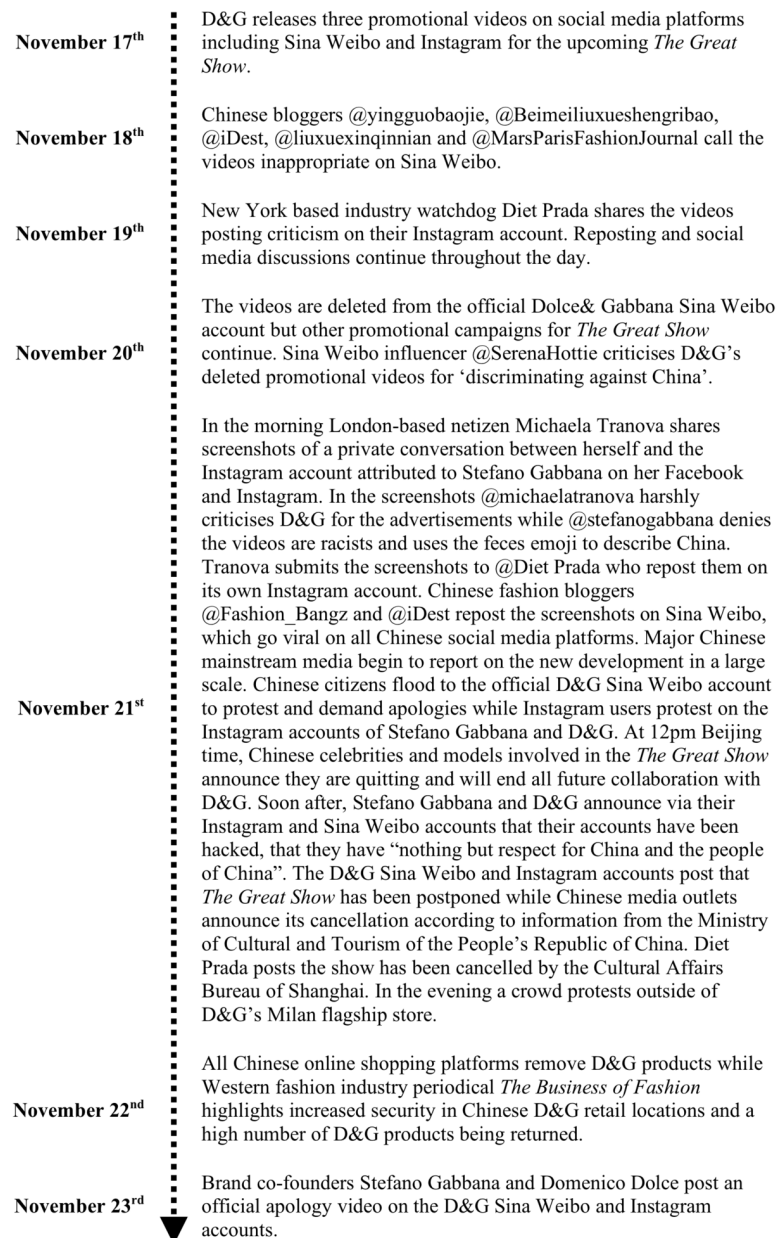 November 17th
D&G releases three promotional videos on social media platforms
including Sina Weibo and Instagram for the upcoming The Great
Show.
November 18th
Chinese bloggers @yingguobaojie, @Beimeiliuxueshengribao,
@iDest, @liuxuexinqinnian and @MarsParisFashionJournal call the
videos inappropriate on Sina Weibo.
November 19th
New York based industry watchdog Diet Prada shares the videos
posting criticism on their Instagram account. Reposting and social
media discussions continue throughout the day.
November 20th
The videos are deleted from the official Dolce& Gabbana Sina Weibo
account but other promotional campaigns for The Great Show
continue. Sina Weibo influencer @SerenaHottie criticises D&G's
deleted promotional videos for ‘discriminating against China’.
November 21st
In the morning London-based netizen Michaela Tranova shares
screenshots of a private conversation between herself and the
Instagram account attributed to Stefano Gabbana on her Facebook
and Instagram. In the screenshots @michaelatranova harshly
criticises D&G for the advertisements while @stefanogabbana denies
the videos are racists and uses the feces emoji to describe China.
Tranova submits the screenshots to @Diet Prada who repost them on
its own Instagram account. Chinese fashion bloggers
@Fashion_Bangz and @iDest repost the screenshots on Sina Weibo,
which go viral on all Chinese social media platforms. Major Chinese
mainstream media begin to report on the new development in a large
scale. Chinese citizens flood to the official D&G Sina Weibo account
to protest and demand apologies while Instagram users protest on the
Instagram accounts of Stefano Gabbana and D&G. At 12pm Beijing
time, Chinese celebrities and models involved in the The Great Show
announce they are quitting and will end all future collaboration with
D&G. Soon after, Stefano Gabbana and D&G announce via their
Instagram and Sina Weibo accounts that their accounts have been
hacked, that they have “nothing but respect for China and the people
of China”. The D&G Sina Weibo and Instagram accounts post that
The Great Show has been postponed while Chinese media outlets
announce its cancellation according to information from the Ministry
of Cultural and Tourism of the People's Republic of China. Diet
Prada posts the show has been cancelled by the Cultural Affairs
Bureau of Shanghai. In the evening a crowd protests outside of
D&G's Milan flagship store.
November 22nd
All Chinese online shopping platforms remove D&G products while
Western fashion industry periodical The Business of Fashion
highlights increased security in Chinese D&G retail locations and a
high number of D&G products being returned.
November 23rd
Brand co-founders Stefano Gabbana and Domenico Dolce post an
official apology video on the D&G Sina Weibo and Instagram
accounts.